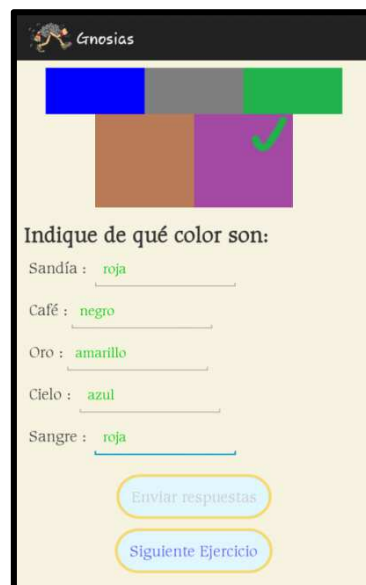 Gnosias
Indique de qué color son:
Sandía : roja
Café : negro
Oro : amarillo
Cielo : azul
Sangre : roja
Enviar respuestas
Siguiente Ejercicio